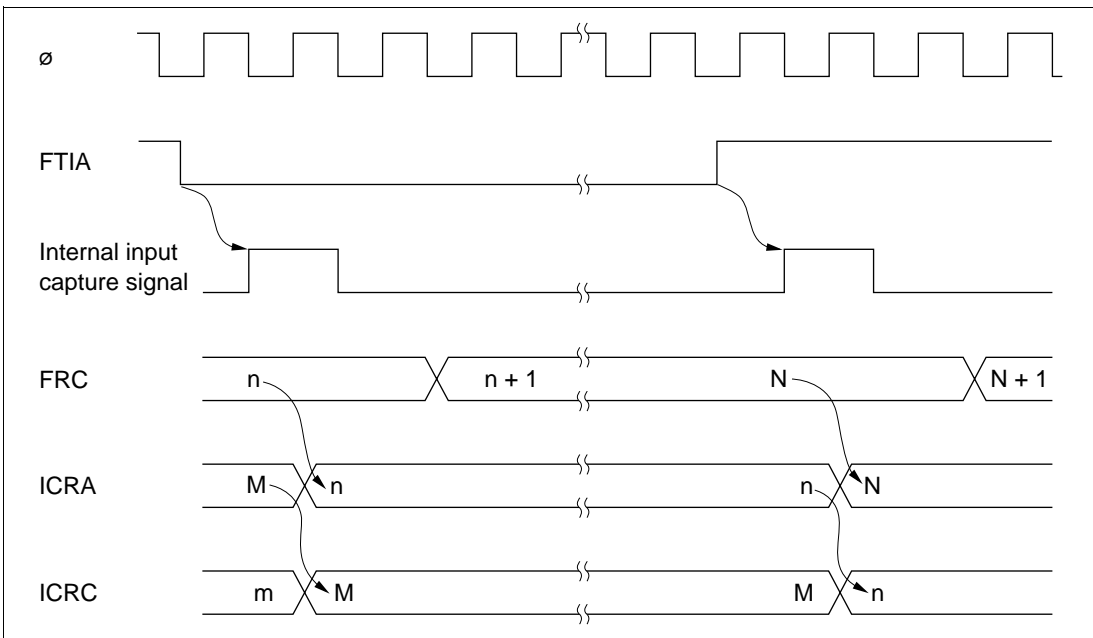 ø
FTIA
Internal input
capture signal
FRC n n + 1 N N + 1
ICRA M n n N
ICRC m M M n